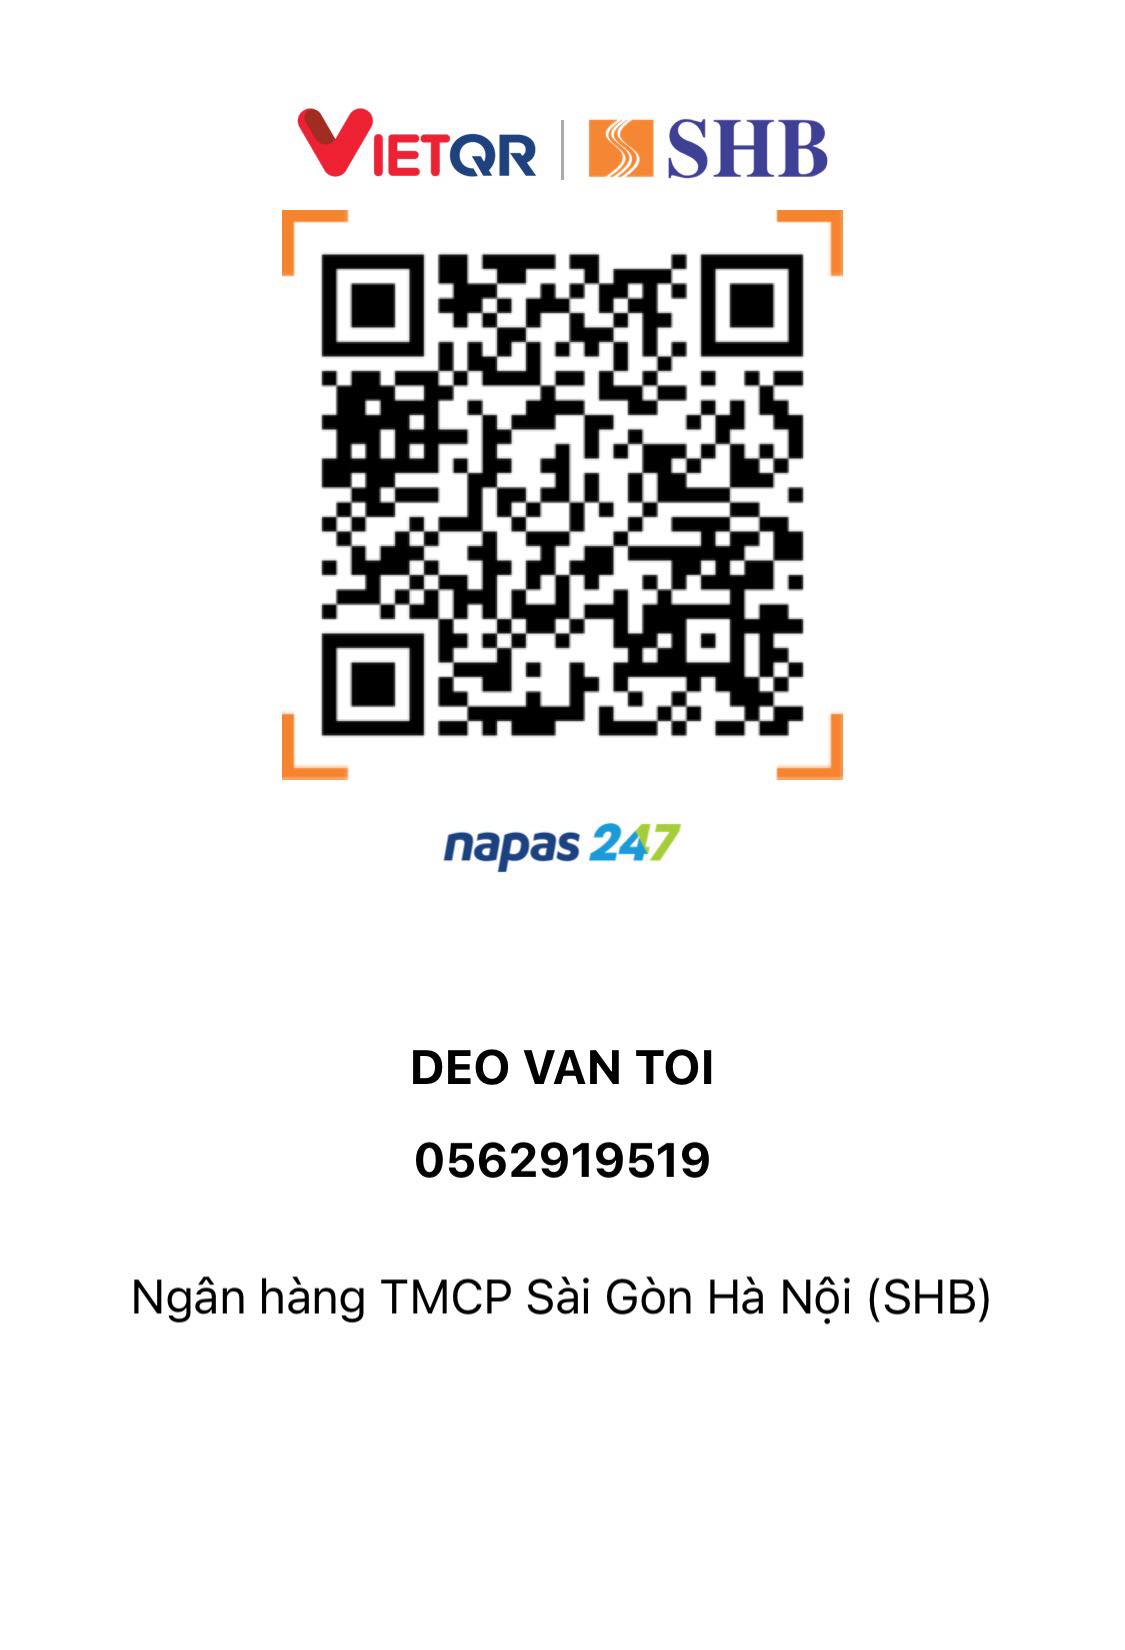 VIETQR SHB
napas 247
DEO VAN TOI
0562919519
Ngân hàng TMCP Sài Gòn Hà Nội (SHB)